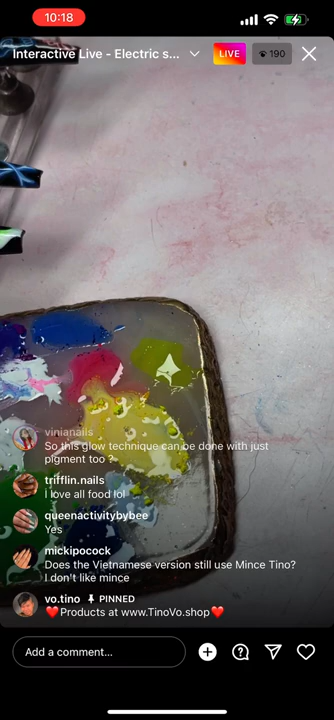 10:18
Interactive Live - Electric s...
LIVE
190
vinianails
So this glow technique can be done with just
pigment too ?
trifflin.nails
I love all food lol
queenactivitybybee
Yes
mickipocock
Does the Vietnamese version still use Mince Tino?
I don't like mince
vo.tino PINNED
❤️Products at www.TinoVo.shop❤️
Add a comment...